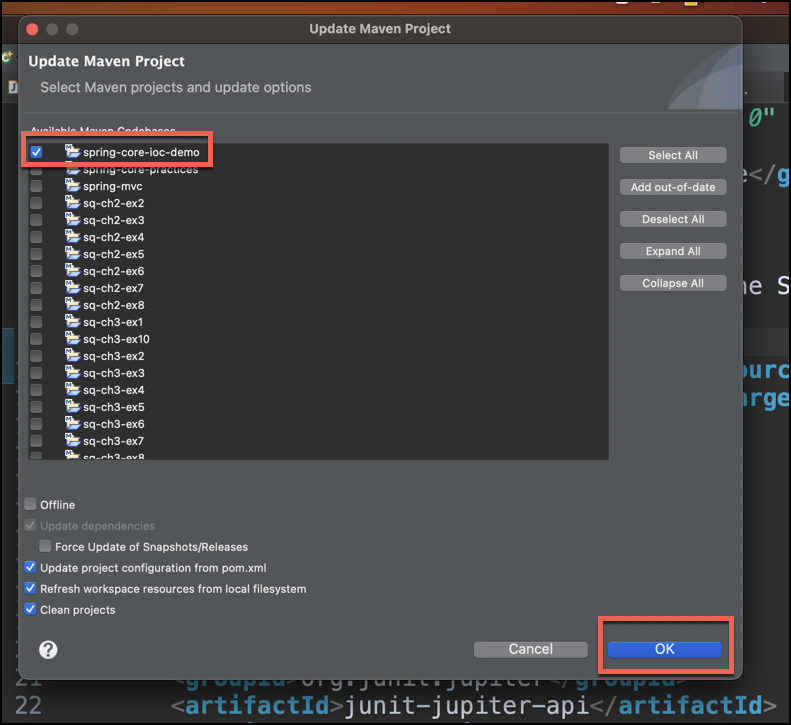 Update Maven Project
Update Maven Project
Select Maven projects and update options
0"
Available Maven Codebases
spring-core-ioc-demo
Select All
spring-core-practices
e</g
spring-mvc
Add out-of-date
sq-ch2-ex2
sq-ch2-ex3
Deselect All
sq-ch2-ex4
sq-ch2-ex5
Expand All
sq-ch2-ex6
sq-ch2-ex7
Collapse All
ne S
sq-ch2-ex8
sq-ch3-ex1
sq-ch3-ex10
sq-ch3-ex2
sq-ch3-ex3
ourc
sq-ch3-ex4
arge
sq-ch3-ex5
sq-ch3-ex6
sq-ch3-ex7
sq-ch3-ex8
Offline
Update dependencies
Force Update of Snapshots/Releases
Update project configuration from pom.xml
Refresh workspace resources from local filesystem
Clean projects
?
Cancel
OK
21 <groupId>org.junit.jupiter</groupId>
22 <artifactId>junit-jupiter-api</artifactId>